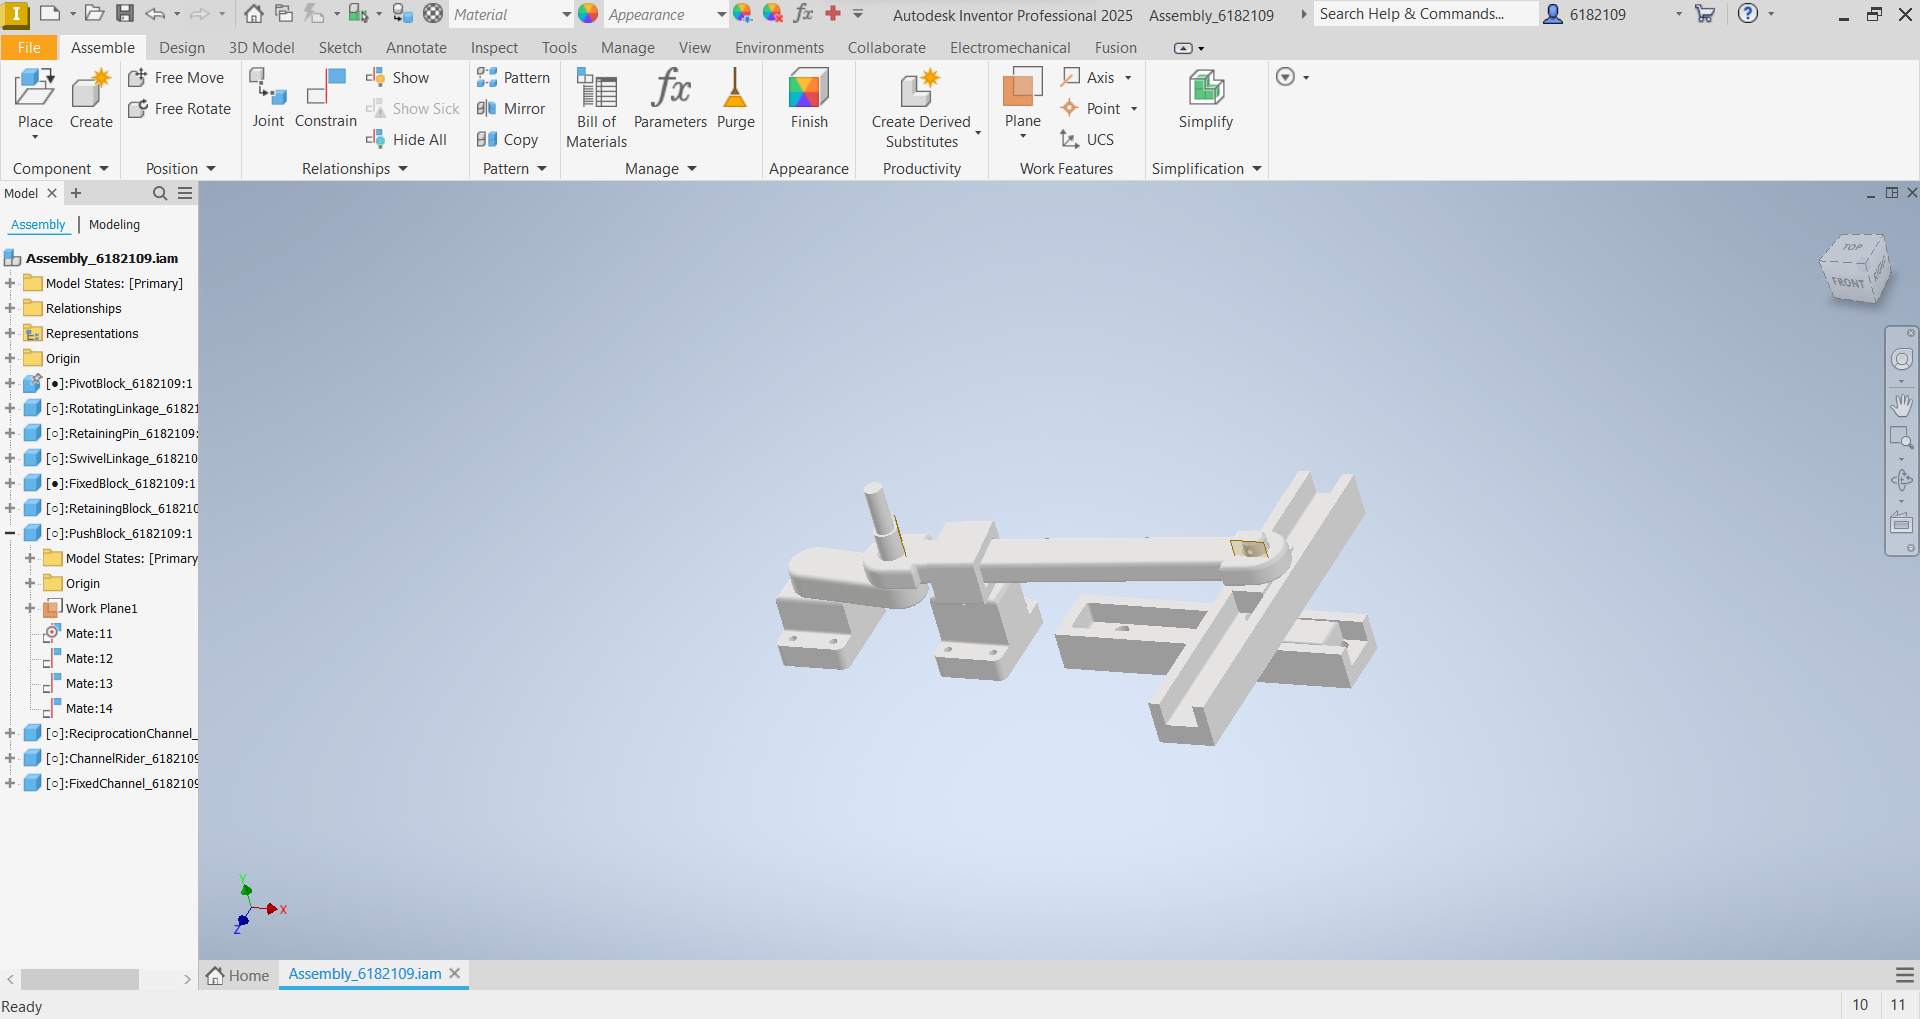 I Material Appearance fx Autodesk Inventor Professional 2025 Assembly_6182109 Search Help & Commands... 6182109
File Assemble Design 3D Model Sketch Annotate Inspect Tools Manage View Environments Collaborate Electromechanical Fusion
Place
Create
Component
Free Move
Free Rotate
Position
Joint
Constrain
Show
Show Sick
Hide All
Relationships
Pattern
Mirror
Copy
Pattern
Bill of
Materials
fx
Parameters
Purge
Manage
Finish
Appearance
Create Derived
Substitutes
Productivity
Plane
Axis
Point
UCS
Work Features
Simplify
Simplification
Model
Assembly | Modeling
Assembly_6182109.iam
Model States: [Primary]
Relationships
Representations
Origin
[●]:PivotBlock_6182109:1
[○]:RotatingLinkage_6182
[○]:RetainingPin_6182109:
[○]:SwivelLinkage_618210
[●]:FixedBlock_6182109:1
[○]:RetainingBlock_618210
[○]:PushBlock_6182109:1
Model States: [Primary
Origin
Work Plane1
Mate:11
Mate:12
Mate:13
Mate:14
[○]:ReciprocationChannel_
[○]:ChannelRider_6182109
[○]:FixedChannel_6182109
TOP
FRONT
Y
X
Z
Home
Assembly_6182109.iam
Ready
10 11